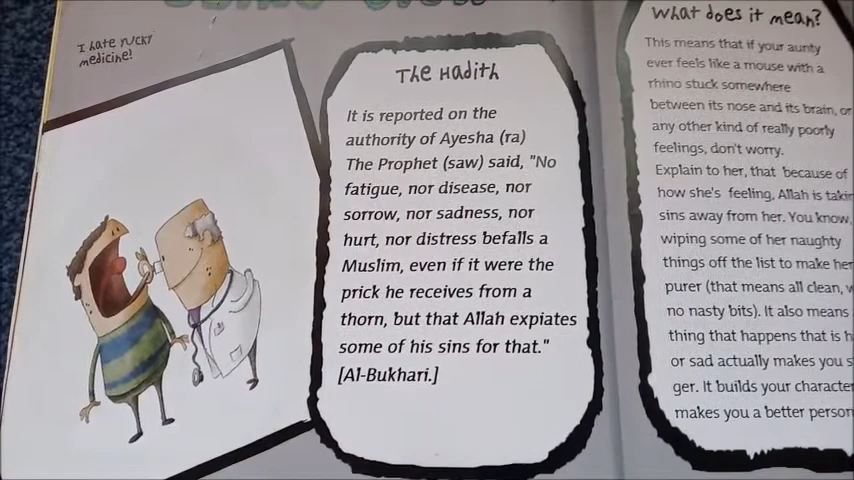 I hate YUCKY
medicine!
The Hadith
It is reported on the
authority of Ayesha (ra)
The Prophet (saw) said, "No
fatigue, nor disease, nor
sorrow, nor sadness, nor
hurt, nor distress befalls a
Muslim, even if it were the
prick he receives from a
thorn, but that Allah expiates
some of his sins for that."
[Al-Bukhari.]
What does it mean?
This means that if your aunty
ever feels like a mouse with a
rhino stuck somewhere
between its nose and its brain, or
any other kind of really poorly
feelings, don't worry.
Explain to her, that because of
how she's feeling, Allah is takin
sins away from her. You know,
wiping some of her naughty
things off the list to make her
purer (that means all clean, w
no nasty bits). It also means
thing that happens that is h
or sad actually makes you s
ger. It builds your character
makes you a better person